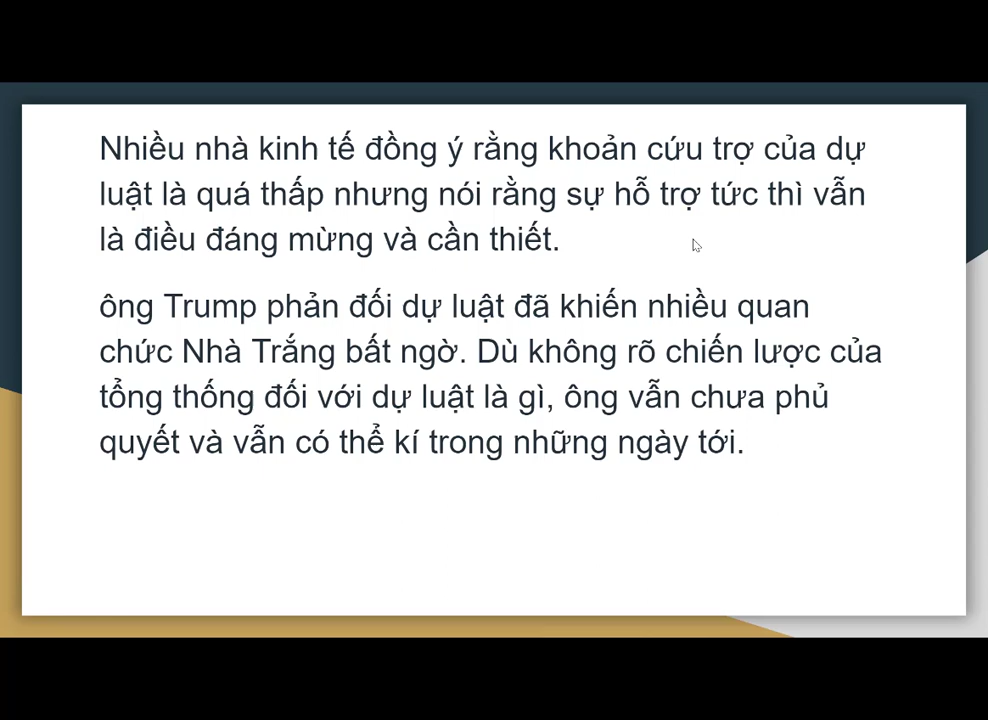 Nhiều nhà kinh tế đồng ý rằng khoản cứu trợ của dự
luật là quá thấp nhưng nói rằng sự hỗ trợ tức thì vẫn
là điều đáng mừng và cần thiết.
ông Trump phản đối dự luật đã khiến nhiều quan
chức Nhà Trắng bất ngờ. Dù không rõ chiến lược của
tổng thống đối với dự luật là gì, ông vẫn chưa phủ
quyết và vẫn có thể kí trong những ngày tới.